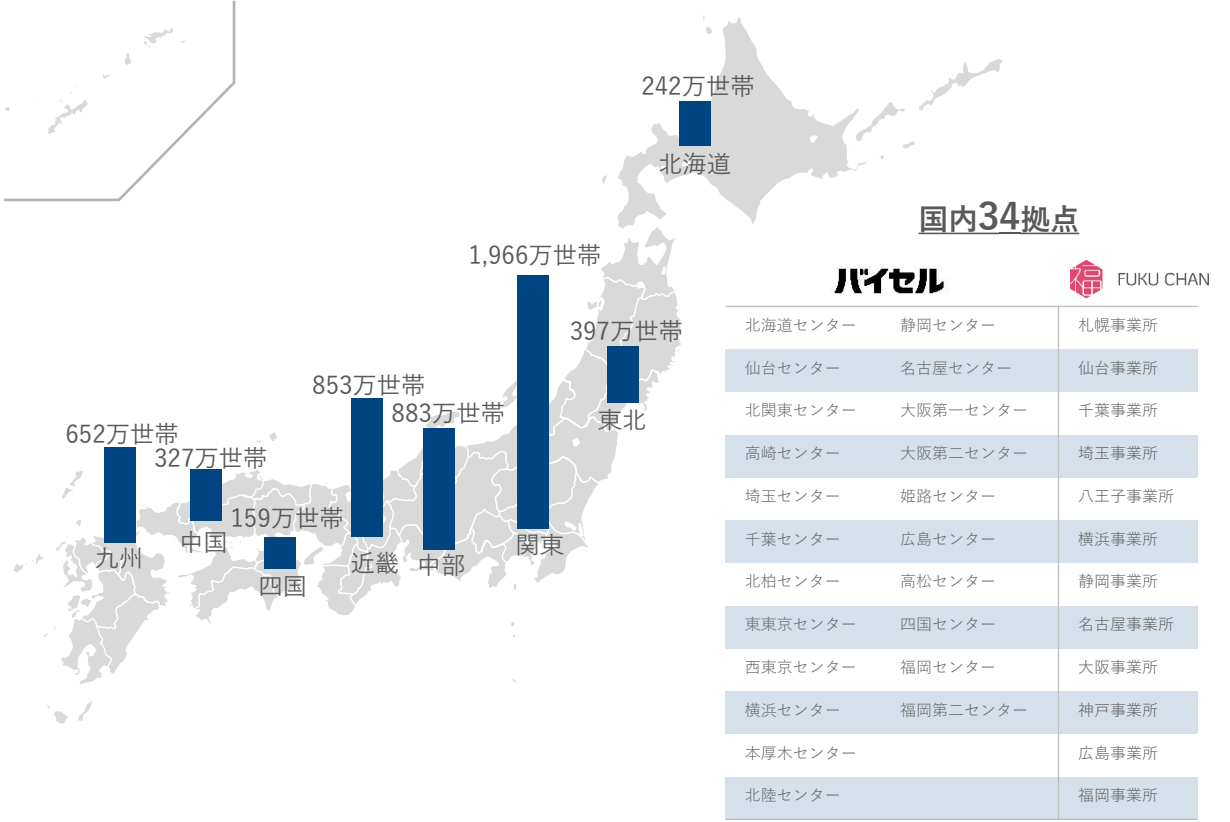 242万世帯
北海道
1,966万世帯
関東
397万世帯
東北
853万世帯
近畿
883万世帯
中部
652万世帯
九州
327万世帯
中国
159万世帯
四国
国内34拠点
バイセル 福 FUKU CHAN
北海道センター 静岡センター 札幌事業所
仙台センター 名古屋センター 仙台事業所
北関東センター 大阪第一センター 千葉事業所
高崎センター 大阪第二センター 埼玉事業所
埼玉センター 姫路センター 八王子事業所
千葉センター 広島センター 横浜事業所
北柏センター 高松センター 静岡事業所
東東京センター 四国センター 名古屋事業所
西東京センター 福岡センター 大阪事業所
横浜センター 福岡第二センター 神戸事業所
本厚木センター 広島事業所
北陸センター 福岡事業所